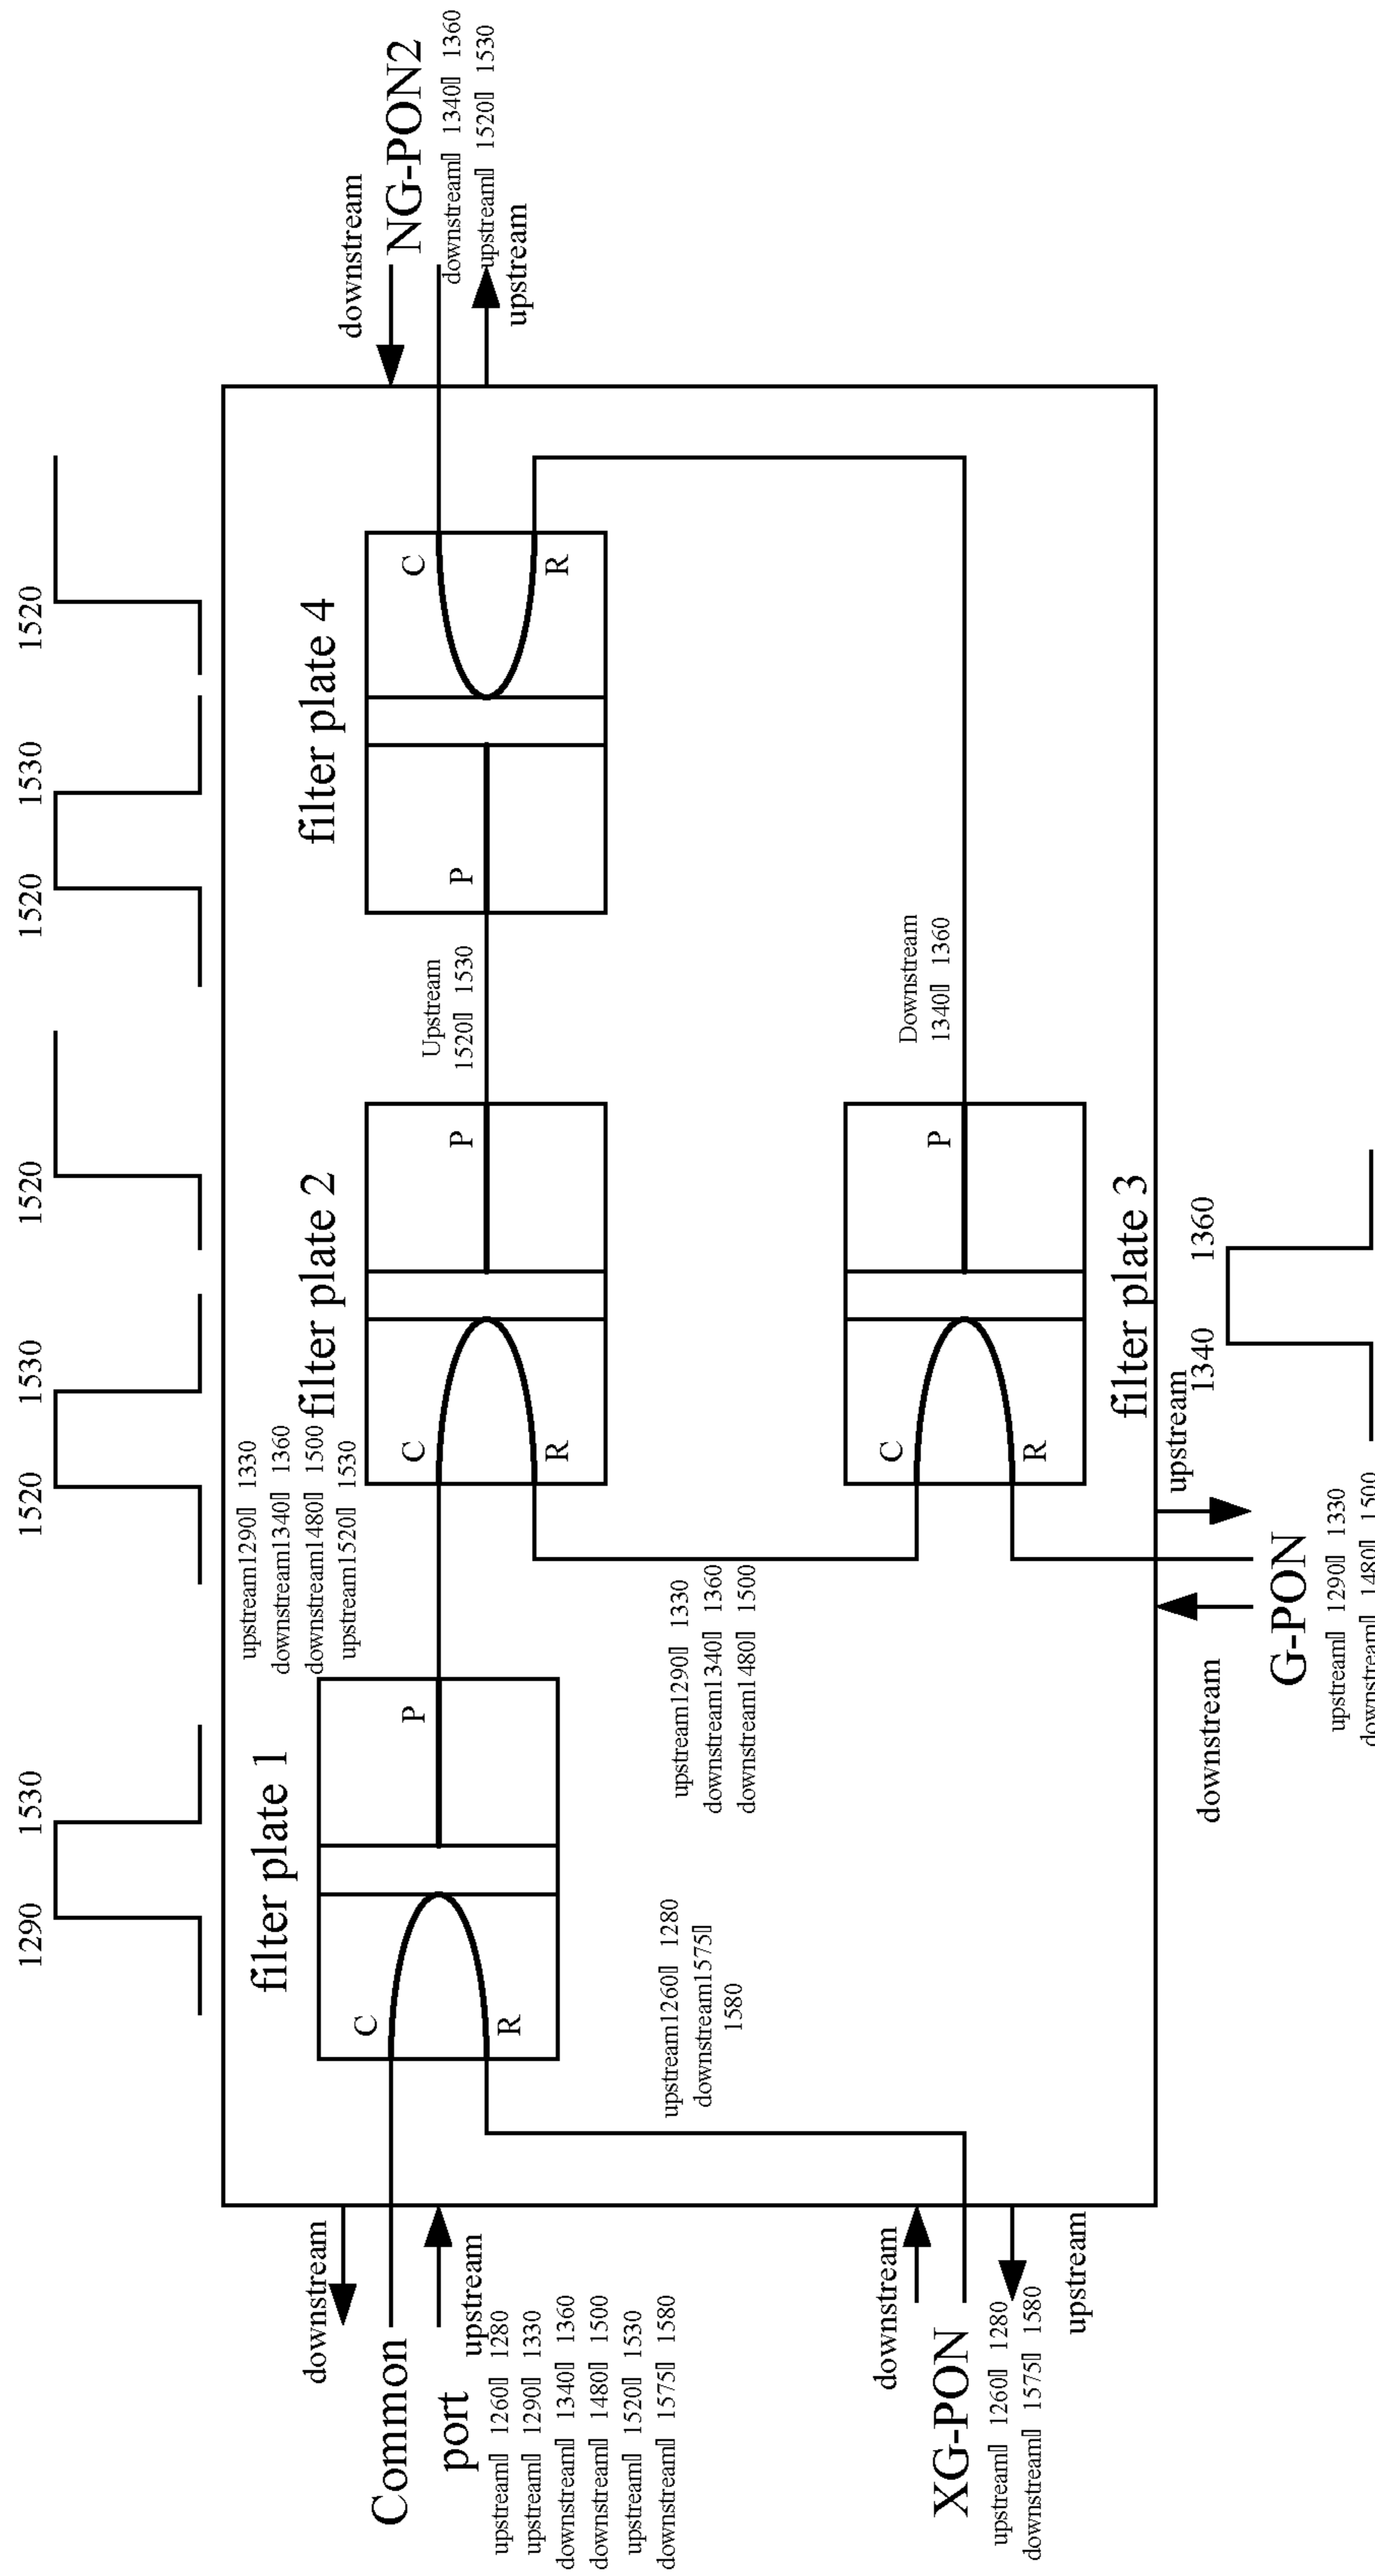 1290
1530
1520
1530
1520
1520
1530
1520
filter plate 1
C
R
P
upstream1290▯ 1330
downstream1340▯ 1360
downstream1480▯ 1500
upstream1520▯ 1530
filter plate 2
C
R
P
Upstream
1520▯ 1530
filter plate 4
P
C
R
downstream
NG-PON2
downstream▯ 1340▯ 1360
upstream▯ 1520▯ 1530
upstream
downstream
Common
port
upstream
upstream▯ 1260▯ 1280
upstream▯ 1290▯ 1330
downstream▯ 1340▯ 1360
downstream▯ 1480▯ 1500
upstream▯ 1520▯ 1530
downstream▯ 1575▯ 1580
upstream1260▯ 1280
downstream1575▯
1580
upstream1290▯ 1330
downstream1340▯ 1360
downstream1480▯ 1500
Downstream
1340▯ 1360
C
R
P
filter plate 3
downstream
XG-PON
upstream▯ 1260▯ 1280
downstream▯ 1575▯ 1580
upstream
downstream
upstream
G-PON
upstream▯ 1290▯ 1330
downstream▯ 1480▯ 1500
1340
1360